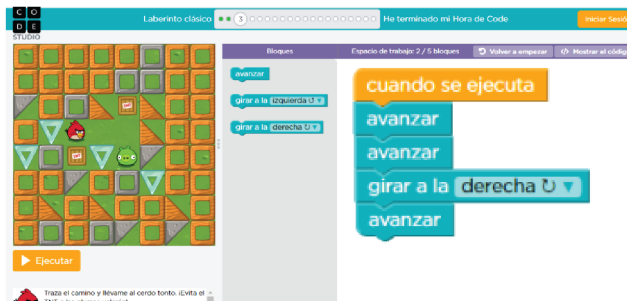 C O
D E
STUDIO
Laberinto clásico 3 He terminado mi Hora de Code Iniciar Sesió
Bloques Espacio de trabajo: 2 / 5 bloques Volver a empezar </> Mostrar el códig
avanzar
girar a la izquierda ↺ ▼
girar a la derecha ↻ ▼
cuando se ejecuta
avanzar
avanzar
girar a la derecha ↻ ▼
avanzar
Ejecutar
Traza el camino y llévame al cerdo tonto. ¡Evita el